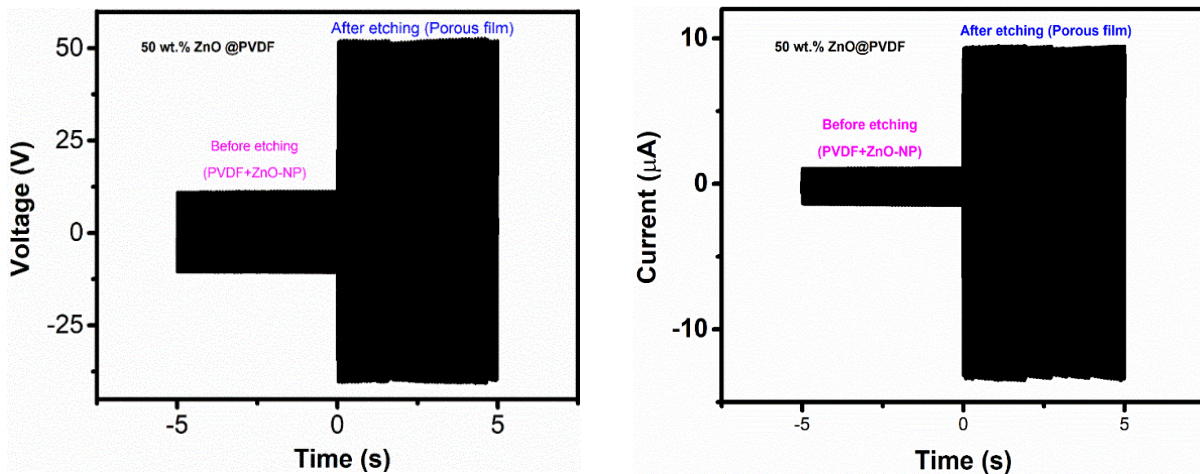 50
25
0
-25
Voltage (V)
50 wt.% ZnO @PVDF
After etching (Porous film)
Before etching
(PVDF+ZnO-NP)
-5
0
5
Time (s)
10
0
-10
Current (μA)
50 wt.% ZnO@PVDF
After etching (Porous film)
Before etching
(PVDF+ZnO-NP)
-5
0
5
Time (s)